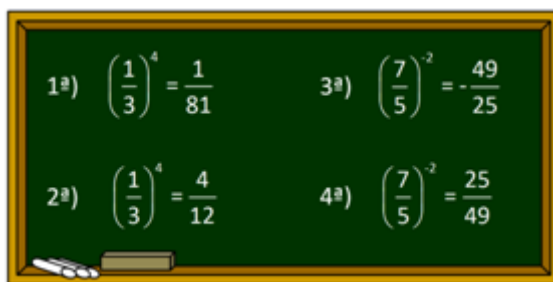 1ª) (1/3)^4 = 1/81
3ª) (7/5)^-2 = -49/25
2ª) (1/3)^4 = 4/12
4ª) (7/5)^-2 = 25/49